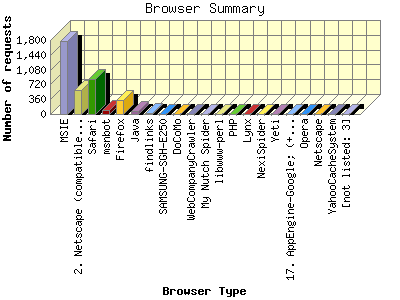 Browser Summary
Number of requests
1,800
1,440
1,080
720
360
0
MSIE
2. Netscape (compatible...
Safari
msnbot
Firefox
Java
findlinks
SAMSUNG-SGH-E250
DoCoMo
WebCompanyCrawler
My Nutch Spider
libwww-perl
PHP
Lynx
NexiSpider
Yeti
17. AppEngine-Google; (+...
Opera
Netscape
YahooCacheSystem
[not listed: 3]
Browser Type